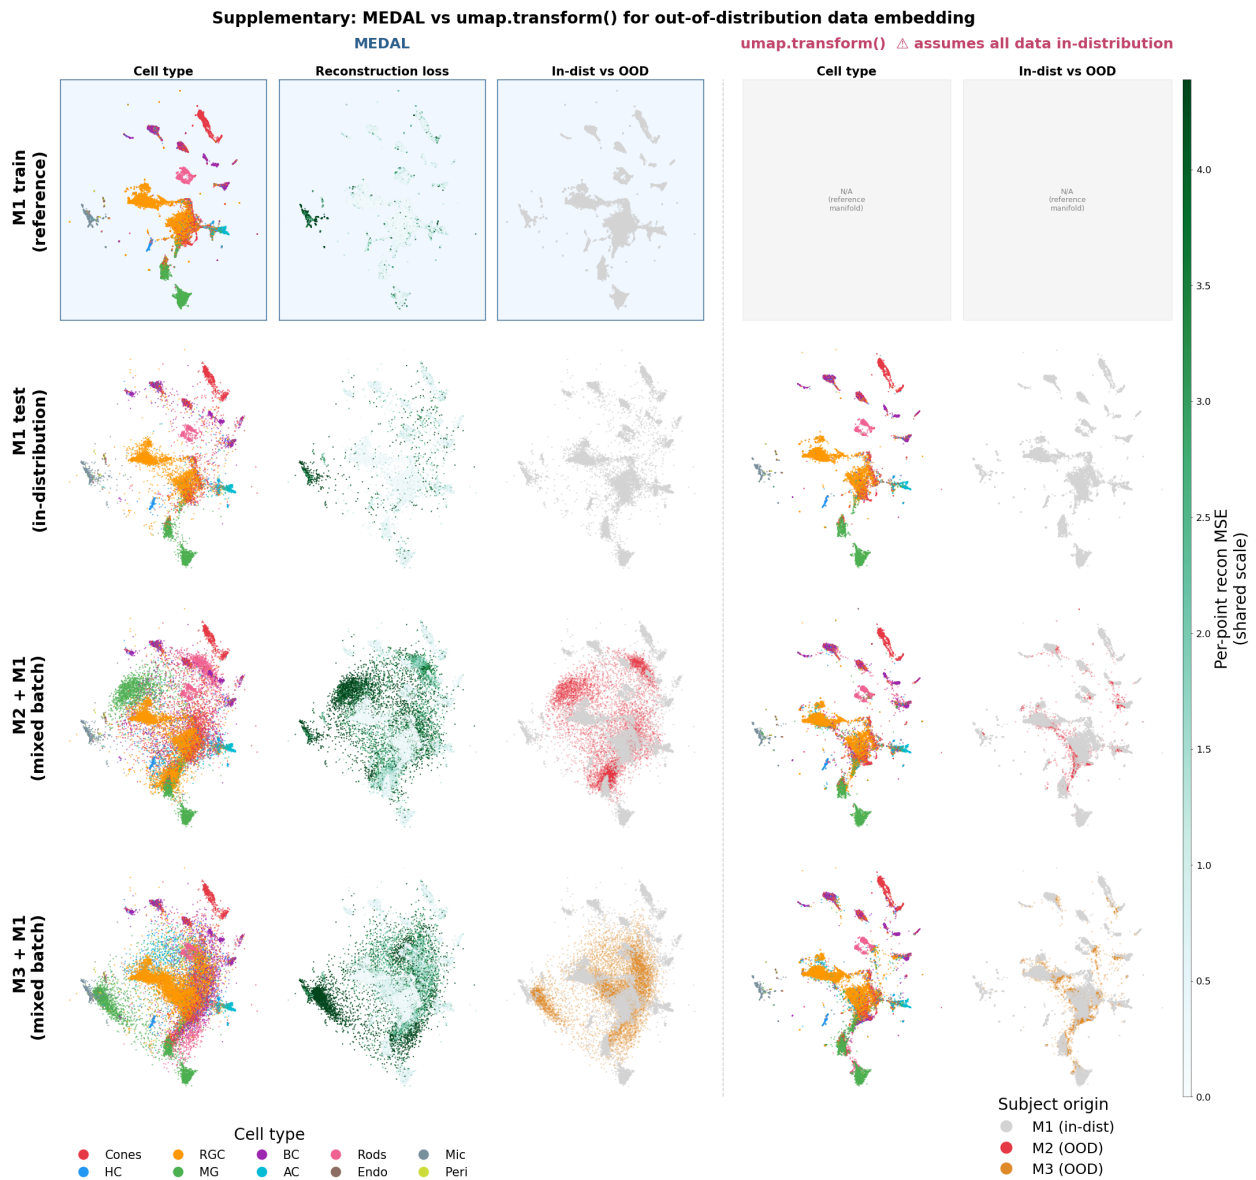 Supplementary: MEDAL vs umap.transform() for out-of-distribution data embedding
MEDAL
umap.transform() ⚠ assumes all data in-distribution
Cell type
Reconstruction loss
In-dist vs OOD
Cell type
In-dist vs OOD
M1 train
(reference)
N/A
(reference
manifold)
N/A
(reference
manifold)
M1 test
(in-distribution)
M2 + M1
(mixed batch)
M3 + M1
(mixed batch)
4.0
3.5
3.0
2.5
2.0
1.5
1.0
0.5
0.0
Per-point recon MSE
(shared scale)
Cell type
Cones
RGC
BC
Rods
Mic
HC
MG
AC
Endo
Peri
Subject origin
M1 (in-dist)
M2 (OOD)
M3 (OOD)